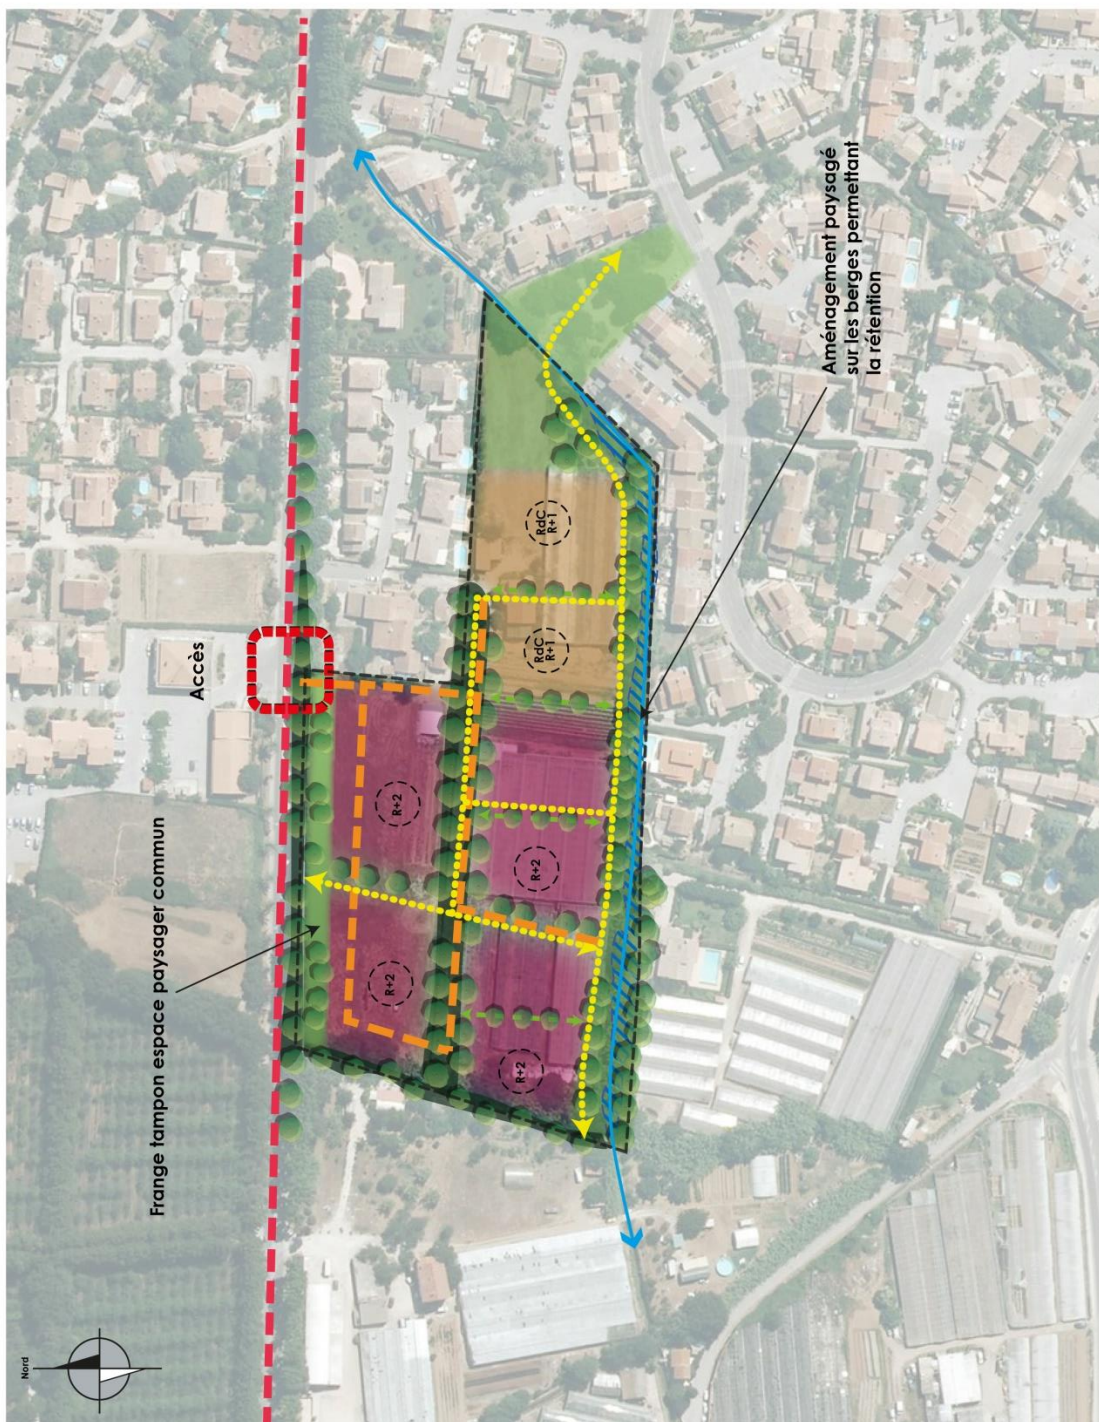 Nord
Frange tampon espace paysager commun
Accès
R+2
R+2
R+2
R+2
RdC
R+1
RdC
R+1
Aménagement paysagé
sur les berges permettant
la rétention